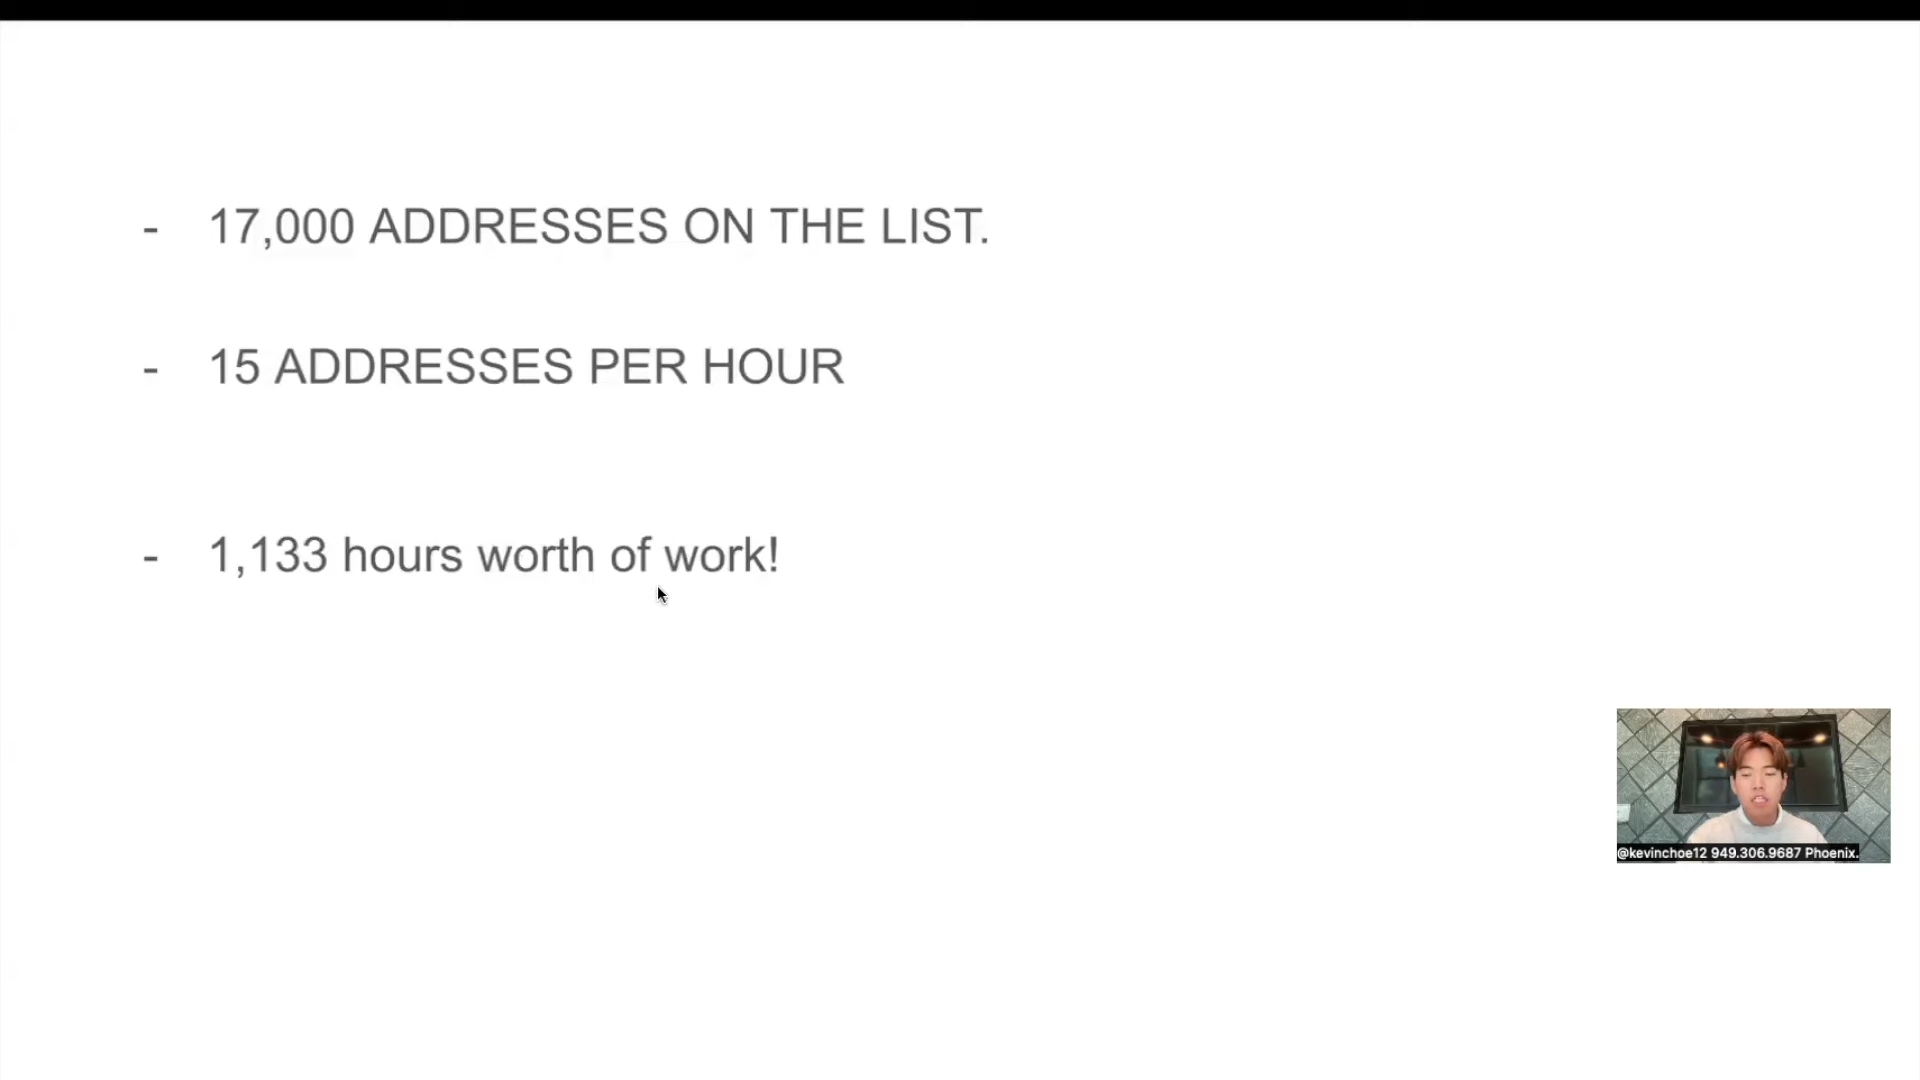 - 17,000 ADDRESSES ON THE LIST.
- 15 ADDRESSES PER HOUR
- 1,133 hours worth of work!
@kevinchoe12 949.306.9687 Phoenix.